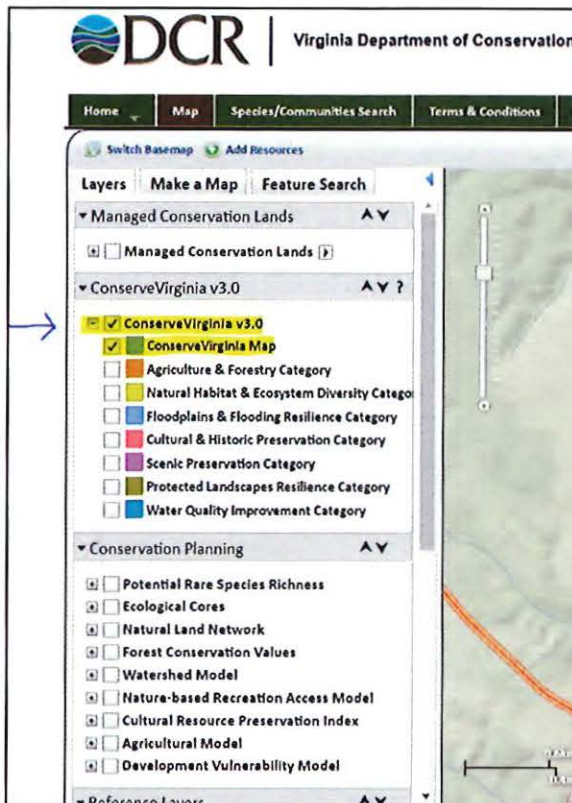 DCR
Virginia Department of Conservation
Home
Map
Species/Communities Search
Terms & Conditions
Switch Basemap
Add Resources
Layers
Make a Map
Feature Search
Managed Conservation Lands
Managed Conservation Lands
ConserveVirginia v3.0
?
ConserveVirginia v3.0
ConserveVirginia Map
Agriculture & Forestry Category
Natural Habitat & Ecosystem Diversity Catego
Floodplains & Flooding Resilience Category
Cultural & Historic Preservation Category
Scenic Preservation Category
Protected Landscapes Resilience Category
Water Quality Improvement Category
Conservation Planning
Potential Rare Species Richness
Ecological Cores
Natural Land Network
Forest Conservation Values
Watershed Model
Nature-based Recreation Access Model
Cultural Resource Preservation Index
Agricultural Model
Development Vulnerability Model
Reference Layers